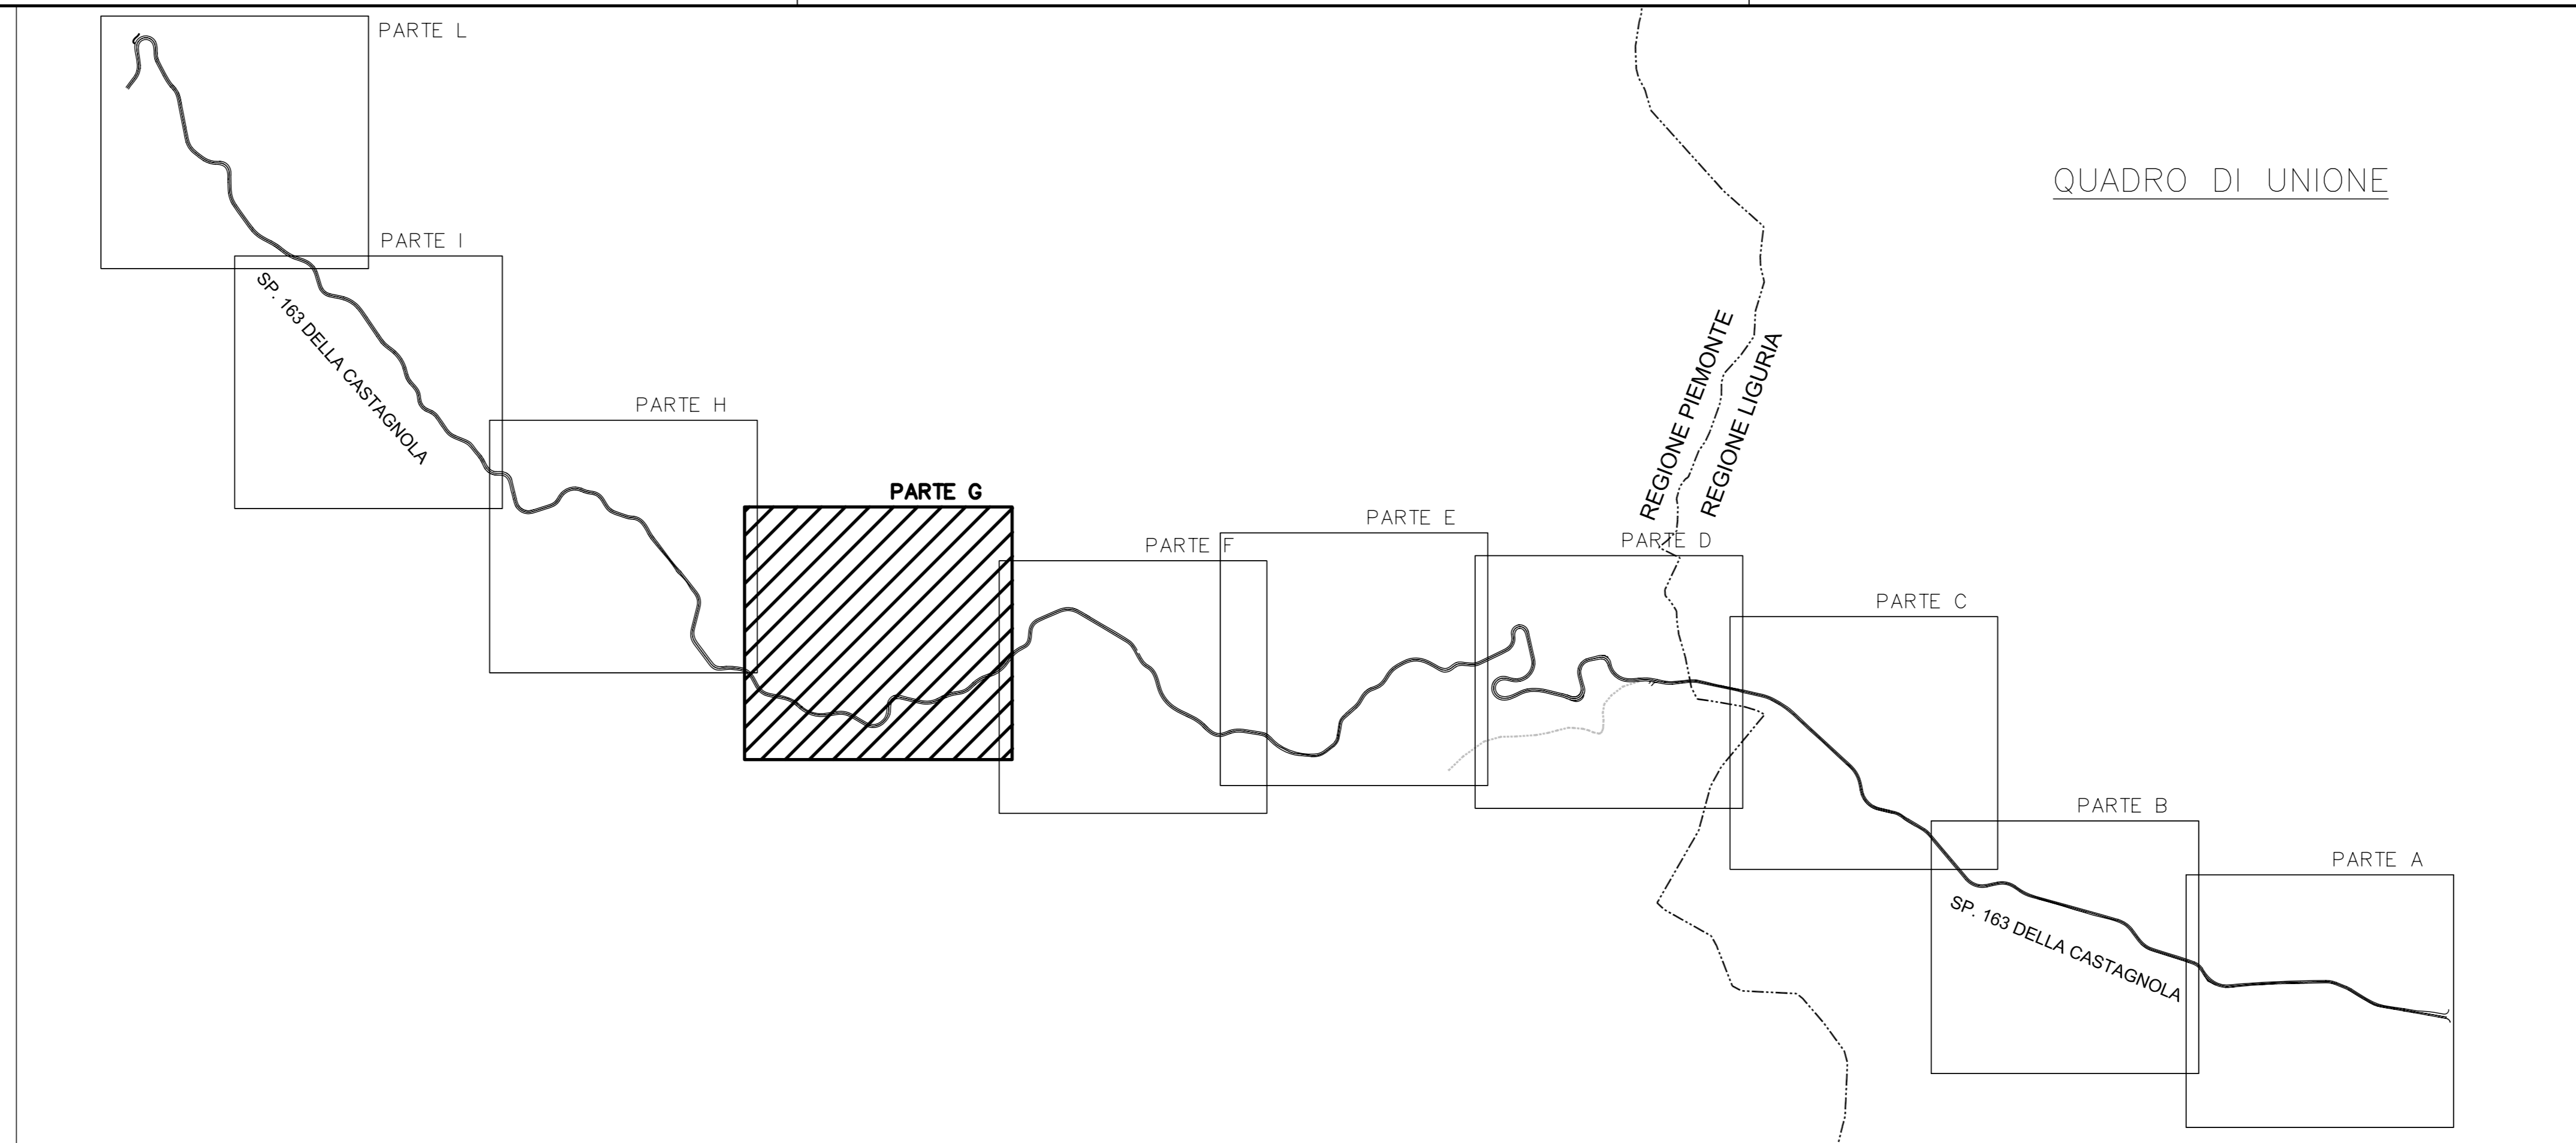 PARTE L
QUADRO DI UNIONE
PARTE I
SP. 163 DELLA CASTAGNOLA
REGIONE PIEMONTE
REGIONE LIGURIA
PARTE H
PARTE G
PARTE E
PARTE F
PARTE D
PARTE C
PARTE B
PARTE A
SP. 163 DELLA CASTAGNOLA